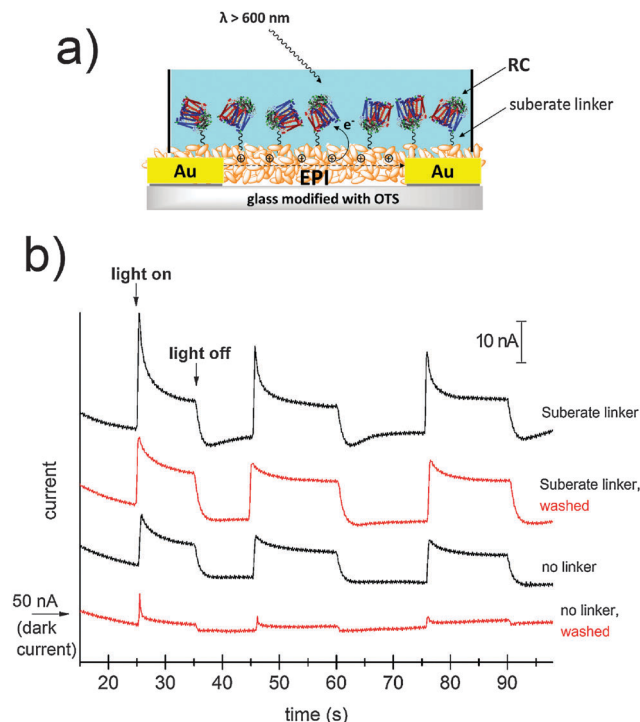 a)
λ > 600 nm
RC
suberate linker
e⁻
Au
EPI
Au
glass modified with OTS
b)
light on
light off
10 nA
Suberate linker
Suberate linker,
washed
no linker
no linker,
washed
current
50 nA
(dark
current)
20 30 40 50 60 70 80 90
time (s)